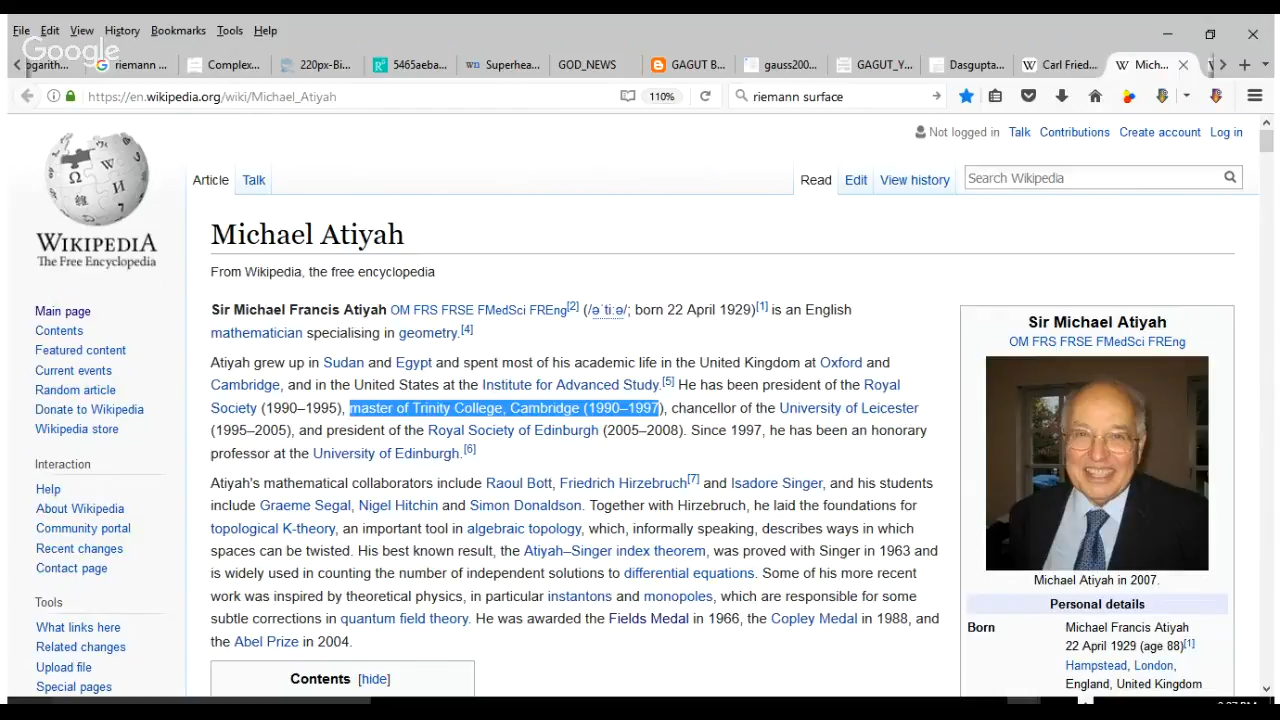 File Edit View History Bookmarks Tools Help
Google
ogarith... riemann ... Complex... 220px-Bi... 5465aeba... Superhea... GOD_NEWS GAGUT B... gauss200... GAGUT_Y... Dasgupta... Carl Fried... Mich...
https://en.wikipedia.org/wiki/Michael_Atiyah 110% riemann surface
Not logged in Talk Contributions Create account Log in
Article Talk Read Edit View history Search Wikipedia
WIKIPEDIA
The Free Encyclopedia
Main page
Contents
Featured content
Current events
Random article
Donate to Wikipedia
Wikipedia store
Interaction
Help
About Wikipedia
Community portal
Recent changes
Contact page
Tools
What links here
Related changes
Upload file
Special pages
Michael Atiyah
From Wikipedia, the free encyclopedia
Sir Michael Francis Atiyah OM FRS FRSE FMedSci FREng[2] (/əˈtiːə/; born 22 April 1929)[1] is an English
mathematician specialising in geometry.[4]
Atiyah grew up in Sudan and Egypt and spent most of his academic life in the United Kingdom at Oxford and
Cambridge, and in the United States at the Institute for Advanced Study.[5] He has been president of the Royal
Society (1990–1995), master of Trinity College, Cambridge (1990–1997), chancellor of the University of Leicester
(1995–2005), and president of the Royal Society of Edinburgh (2005–2008). Since 1997, he has been an honorary
professor at the University of Edinburgh.[6]
Atiyah's mathematical collaborators include Raoul Bott, Friedrich Hirzebruch[7] and Isadore Singer, and his students
include Graeme Segal, Nigel Hitchin and Simon Donaldson. Together with Hirzebruch, he laid the foundations for
topological K-theory, an important tool in algebraic topology, which, informally speaking, describes ways in which
spaces can be twisted. His best known result, the Atiyah–Singer index theorem, was proved with Singer in 1963 and
is widely used in counting the number of independent solutions to differential equations. Some of his more recent
work was inspired by theoretical physics, in particular instantons and monopoles, which are responsible for some
subtle corrections in quantum field theory. He was awarded the Fields Medal in 1966, the Copley Medal in 1988, and
the Abel Prize in 2004.
Contents [hide]
Sir Michael Atiyah
OM FRS FRSE FMedSci FREng
Michael Atiyah in 2007.
Personal details
Born Michael Francis Atiyah
22 April 1929 (age 88)[1]
Hampstead, London,
England, United Kingdom